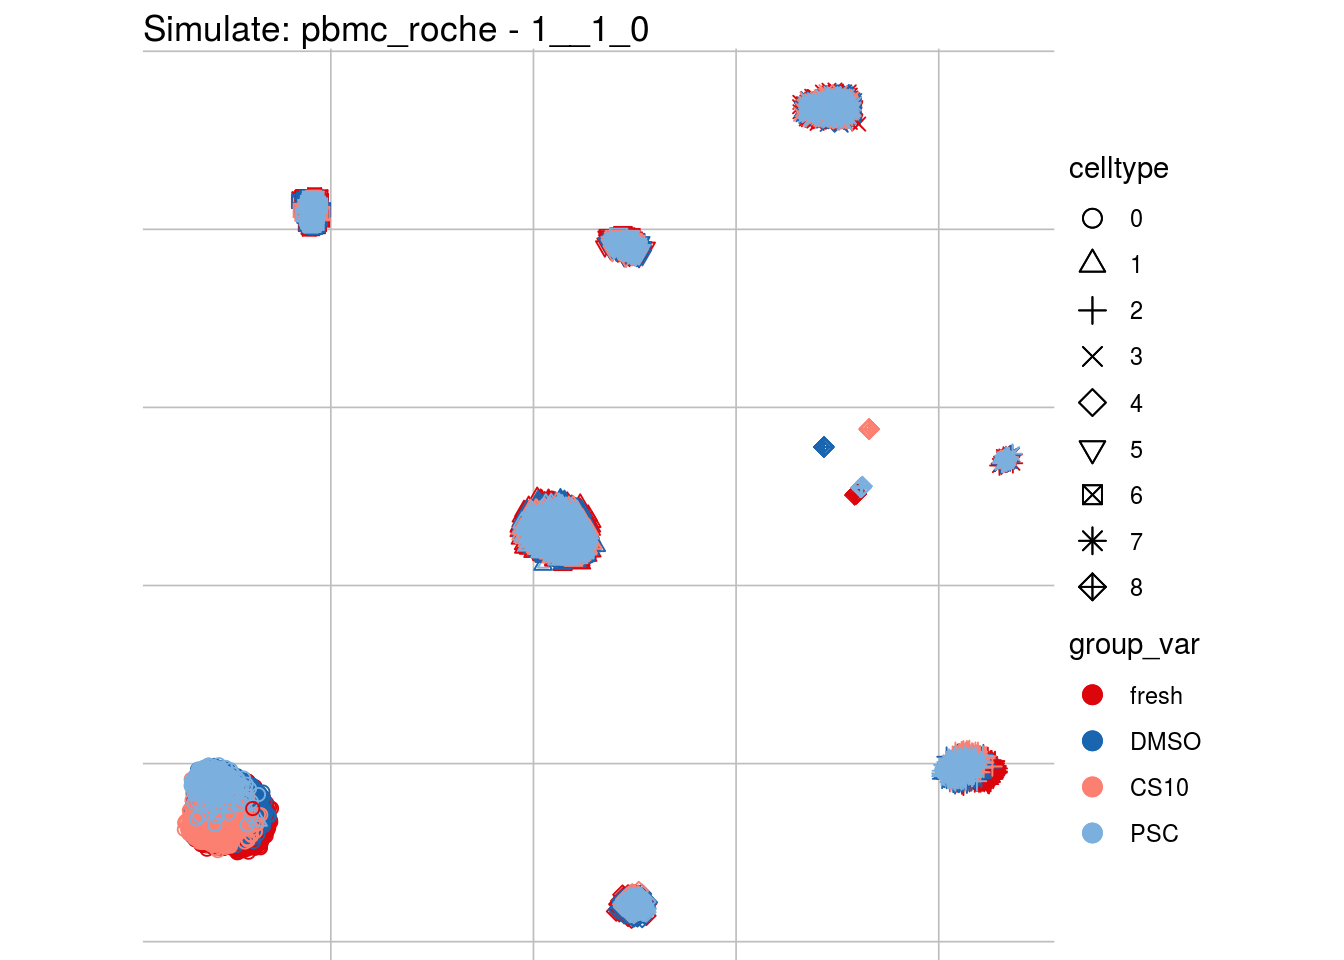 Simulate: pbmc_roche - 1__1_0
celltype
0
1
2
3
4
5
6
7
8
group_var
fresh
DMSO
CS10
PSC